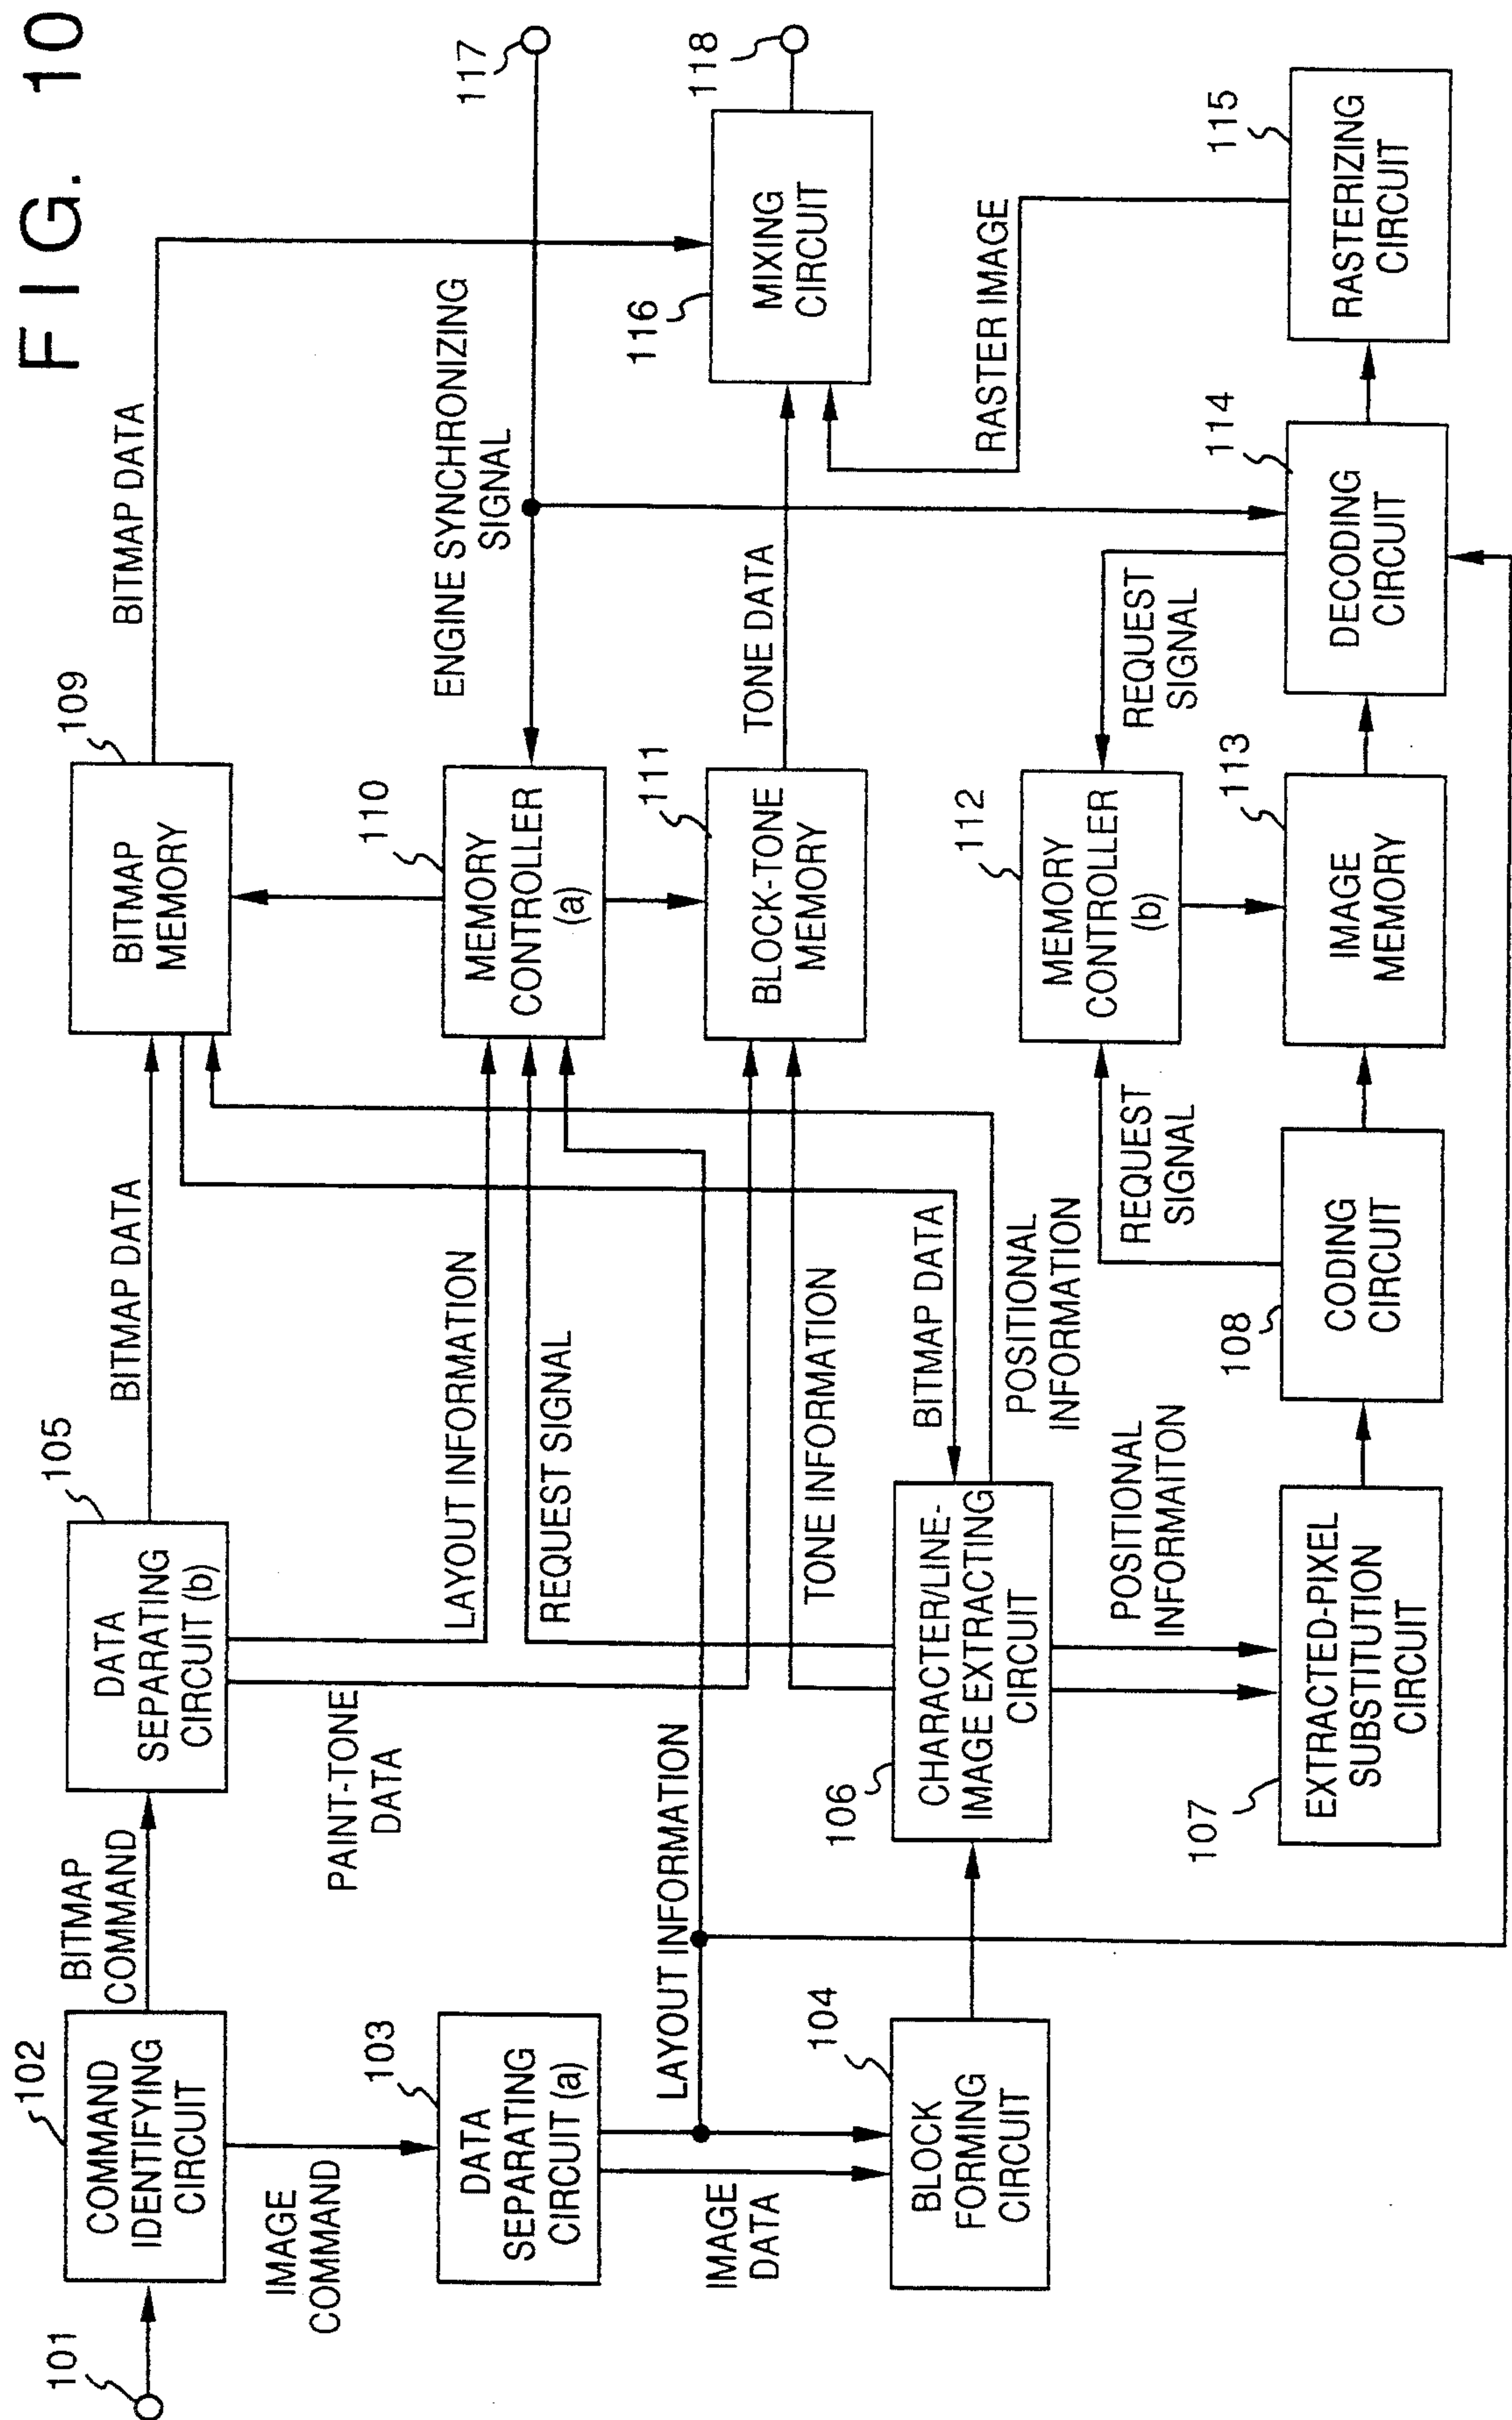 FIG. 10
101
102
COMMAND
IDENTIFYING
CIRCUIT
BITMAP
COMMAND
105
DATA
SEPARATING
CIRCUIT (b)
BITMAP DATA
109
BITMAP
MEMORY
BITMAP DATA
IMAGE
COMMAND
103
DATA
SEPARATING
CIRCUIT (a)
PAINT-TONE
DATA
LAYOUT INFORMATION
REQUEST SIGNAL
110
MEMORY
CONTROLLER
(a)
ENGINE SYNCHRONIZING
SIGNAL
117
IMAGE
DATA
LAYOUT INFORMATION
104
BLOCK
FORMING
CIRCUIT
TONE INFORMATION
111
BLOCK-TONE
MEMORY
TONE DATA
116
MIXING
CIRCUIT
118
106
CHARACTER/LINE-
IMAGE EXTRACTING
CIRCUIT
BITMAP DATA
POSITIONAL
INFORMATION
112
MEMORY
CONTROLLER
(b)
REQUEST
SIGNAL
REQUEST
SIGNAL
RASTER IMAGE
POSITIONAL
INFORMAITON
107
EXTRACTED-PIXEL
SUBSTITUTION
CIRCUIT
108
CODING
CIRCUIT
113
IMAGE
MEMORY
114
DECODING
CIRCUIT
115
RASTERIZING
CIRCUIT